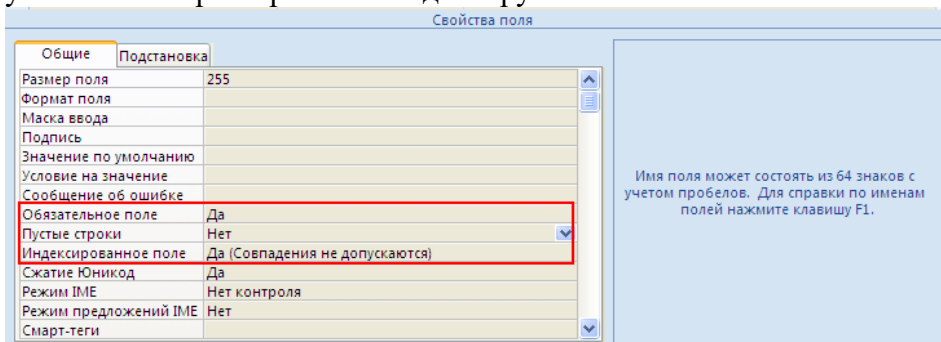 Свойства поля
Общие Подстановка
Размер поля 255
Формат поля
Маска ввода
Подпись
Значение по умолчанию
Условие на значение
Сообщение об ошибке
Обязательное поле Да
Пустые строки Нет
Индексированное поле Да (Совпадения не допускаются)
Сжатие Юникод Да
Режим IME Нет контроля
Режим предложений IME Нет
Смарт-теги
Имя поля может состоять из 64 знаков с
учетом пробелов. Для справки по именам
полей нажмите клавишу F1.